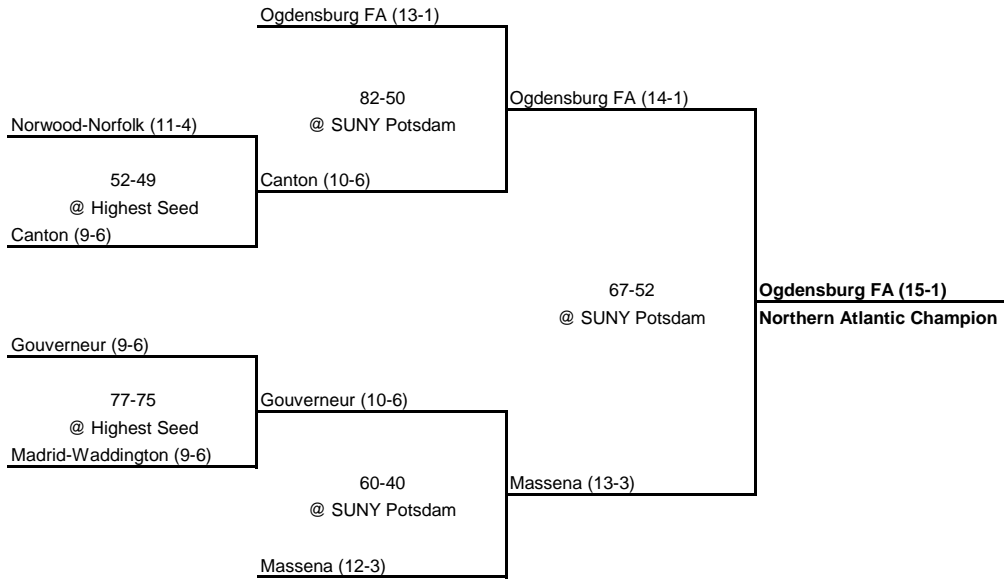 Ogdensburg FA (13-1)
82-50
@ SUNY Potsdam
Ogdensburg FA (14-1)
Norwood-Norfolk (11-4)
52-49
@ Highest Seed
Canton (10-6)
Canton (9-6)
67-52
@ SUNY Potsdam
Ogdensburg FA (15-1)
Northern Atlantic Champion
Gouverneur (9-6)
77-75
@ Highest Seed
Gouverneur (10-6)
Madrid-Waddington (9-6)
60-40
@ SUNY Potsdam
Massena (13-3)
Massena (12-3)